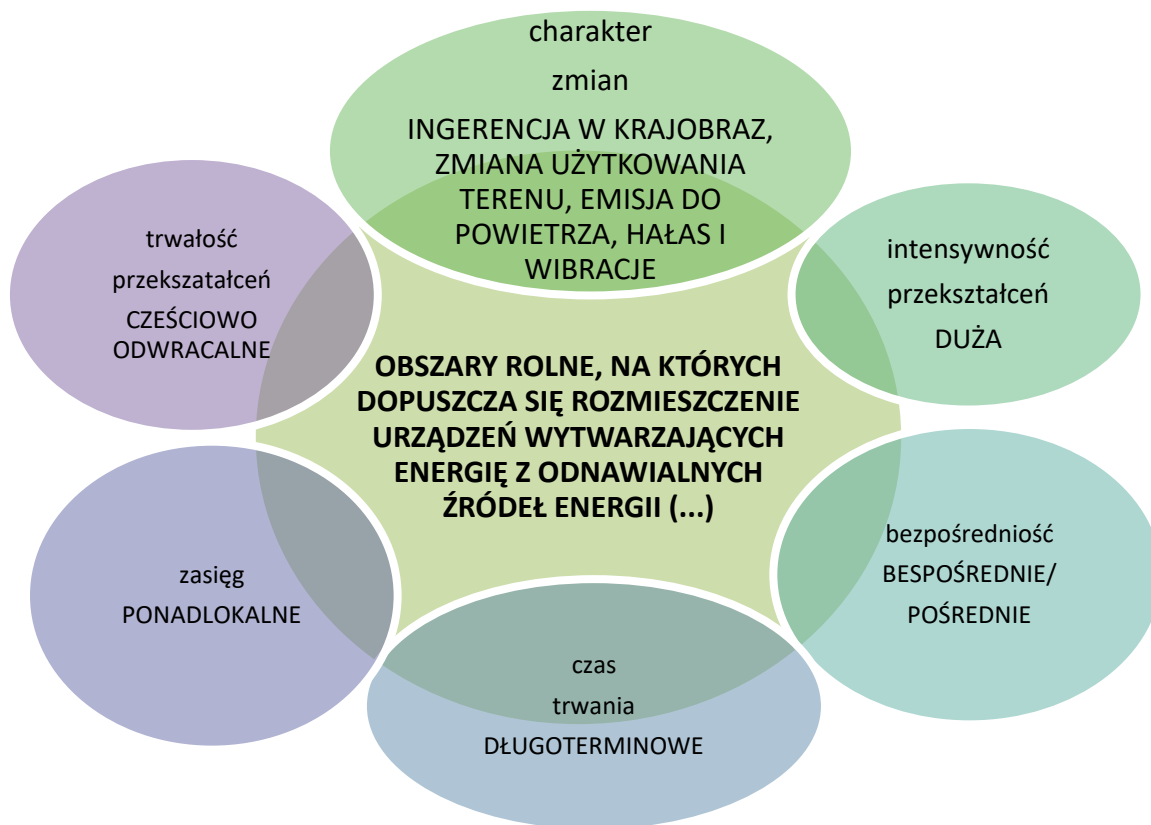 charakter
zmian
INGERENCJA W KRAJOBRAZ,
ZMIANA UŻYTKOWANIA
TERENU, EMISJA DO
POWIETRZA, HAŁAS I
WIBRACJE
intensywność
przekształceń
DUŻA
bezpośredniość
BESPOŚREDNIE/
POŚREDNIE
czas
trwania
DŁUGOTERMINOWE
zasięg
PONADLOKALNE
trwałość
przekszatałceń
CZEŚCIOWO
ODWRACALNE
OBSZARY ROLNE, NA KTÓRYCH
DOPUSZCZA SIĘ ROZMIESZCZENIE
URZĄDZEŃ WYTWARZAJĄCYCH
ENERGIĘ Z ODNAWIALNYCH
ŹRÓDEŁ ENERGII (...)